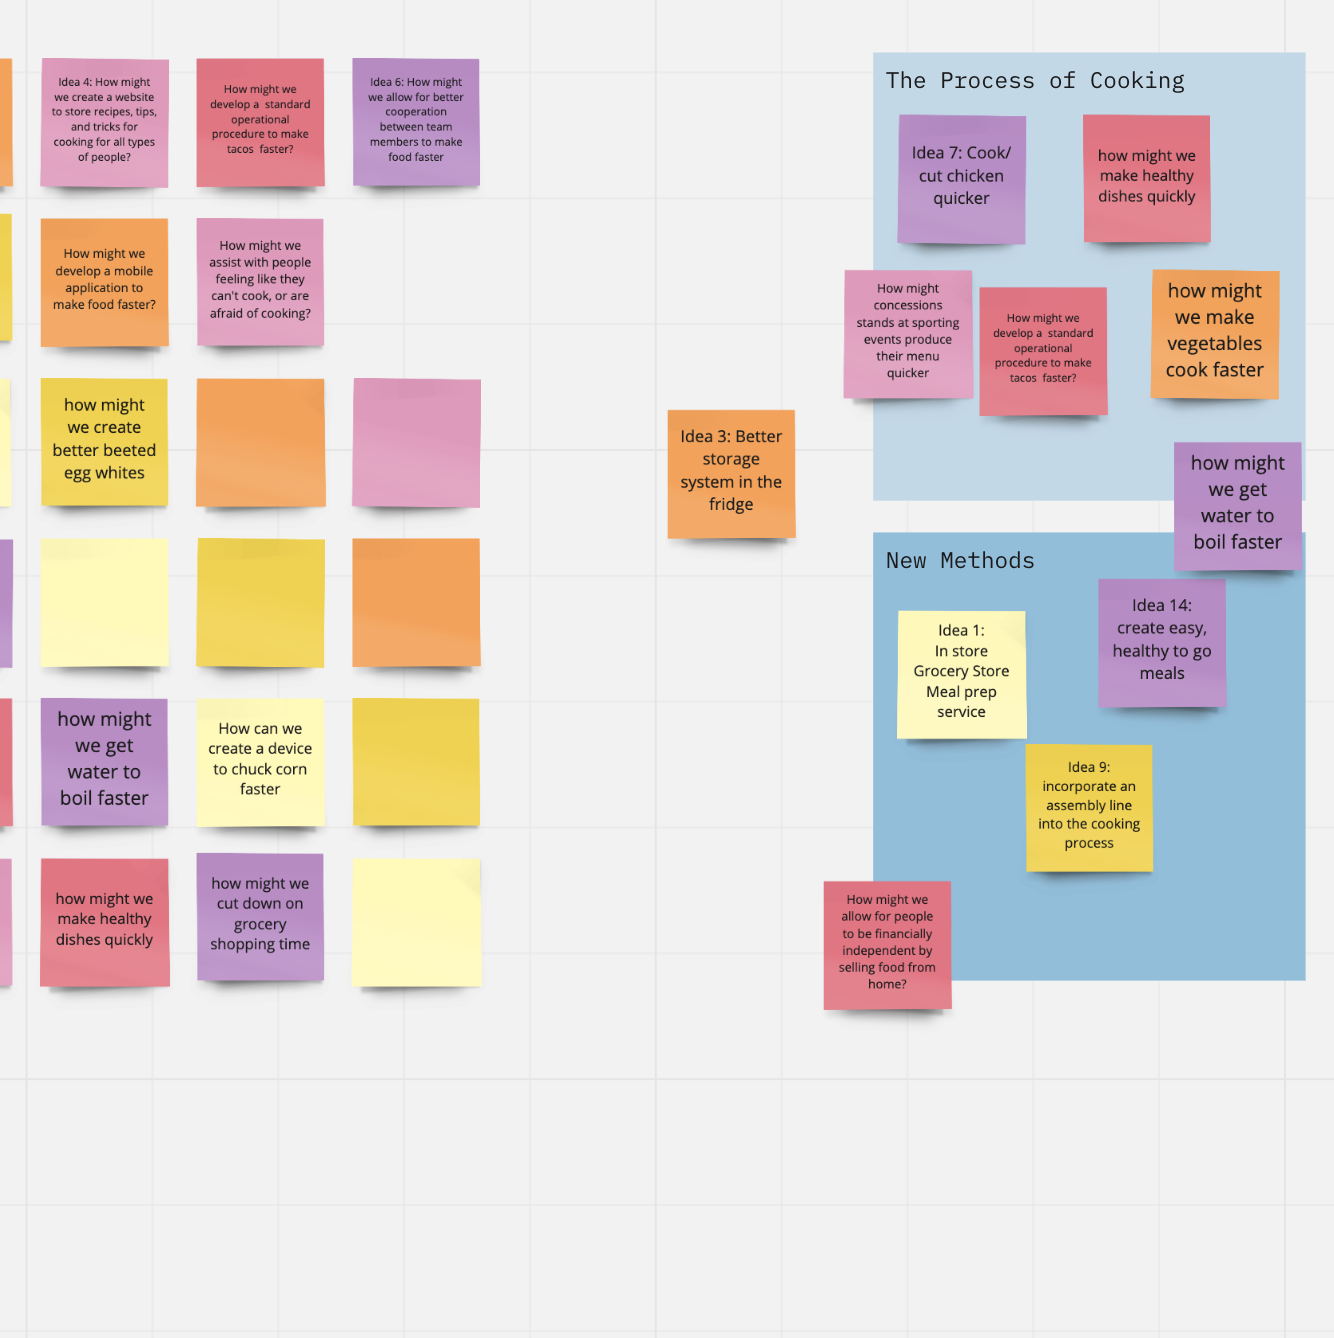 Idea 4: How might
we create a website
to store recipes, tips,
and tricks for
cooking for all types
of people?
How might we
develop a standard
operational
procedure to make
tacos faster?
Idea 6: How might
we allow for better
cooperation
between team
members to make
food faster
How might we
develop a mobile
application to
make food faster?
How might we
assist with people
feeling like they
can't cook, or are
afraid of cooking?
how might
we create
better beeted
egg whites
how might
we get
water to
boil faster
How can we
create a device
to chuck corn
faster
how might we
make healthy
dishes quickly
how might we
cut down on
grocery
shopping time
Idea 3: Better
storage
system in the
fridge
The Process of Cooking
Idea 7: Cook/
cut chicken
quicker
how might we
make healthy
dishes quickly
How might
concessions
stands at sporting
events produce
their menu
quicker
How might we
develop a standard
operational
procedure to make
tacos faster?
how might
we make
vegetables
cook faster
how might
we get
water to
boil faster
New Methods
Idea 1:
In store
Grocery Store
Meal prep
service
Idea 14:
create easy,
healthy to go
meals
Idea 9:
incorporate an
assembly line
into the cooking
process
How might we
allow for people
to be financially
independent by
selling food from
home?